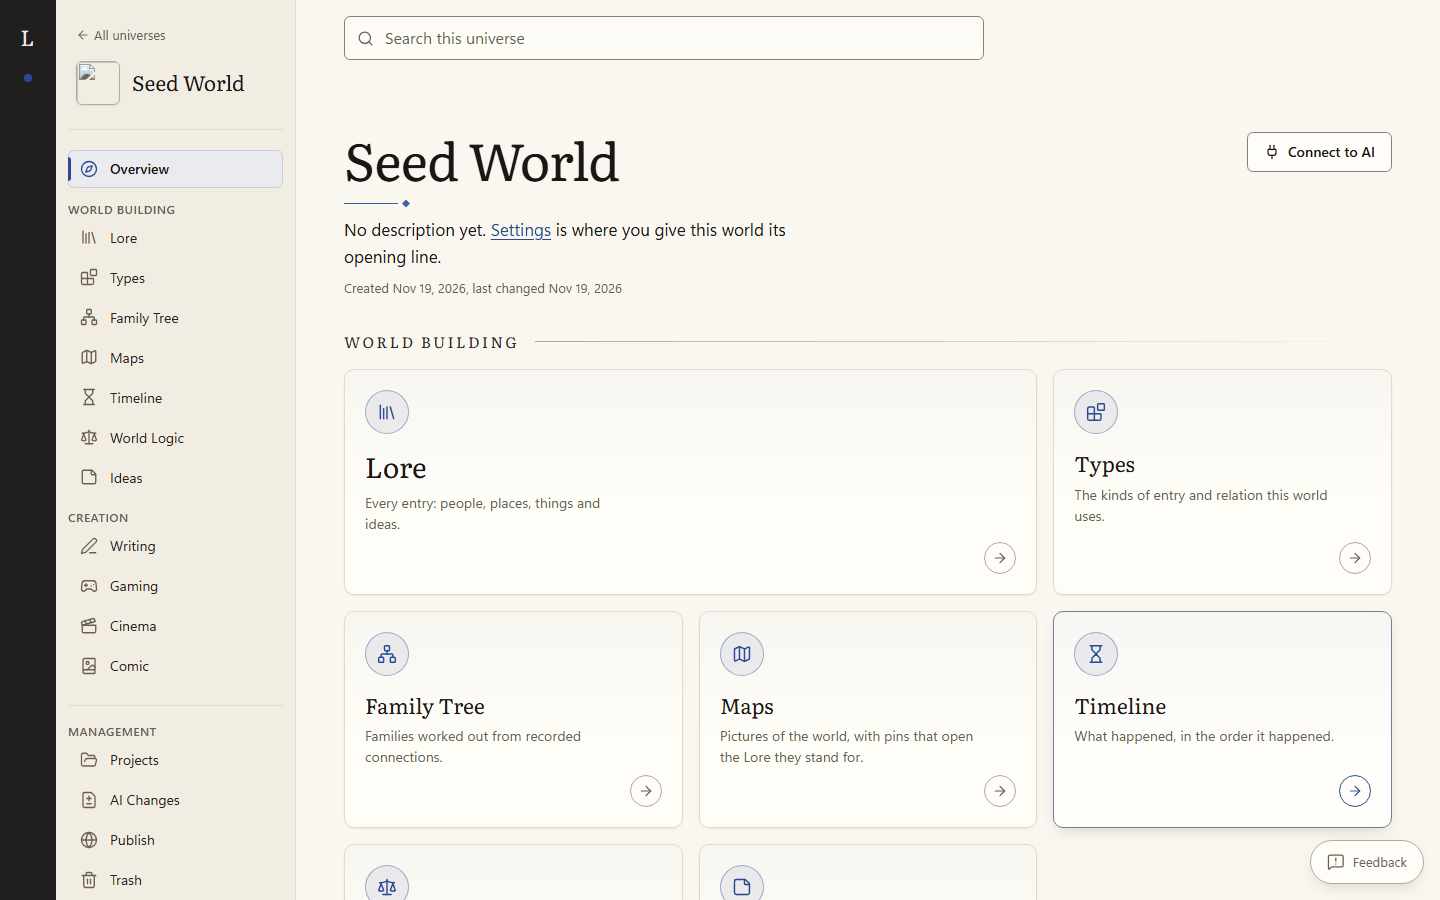 L
All universes
Seed World
Overview
WORLD BUILDING
Lore
Types
Family Tree
Maps
Timeline
World Logic
Ideas
CREATION
Writing
Gaming
Cinema
Comic
MANAGEMENT
Projects
AI Changes
Publish
Trash
Search this universe
Seed World
Connect to AI
No description yet. Settings is where you give this world its
opening line.
Created Nov 19, 2026, last changed Nov 19, 2026
WORLD BUILDING
Lore
Every entry: people, places, things and
ideas.
Types
The kinds of entry and relation this world
uses.
Family Tree
Families worked out from recorded
connections.
Maps
Pictures of the world, with pins that open
the Lore they stand for.
Timeline
What happened, in the order it happened.
Feedback